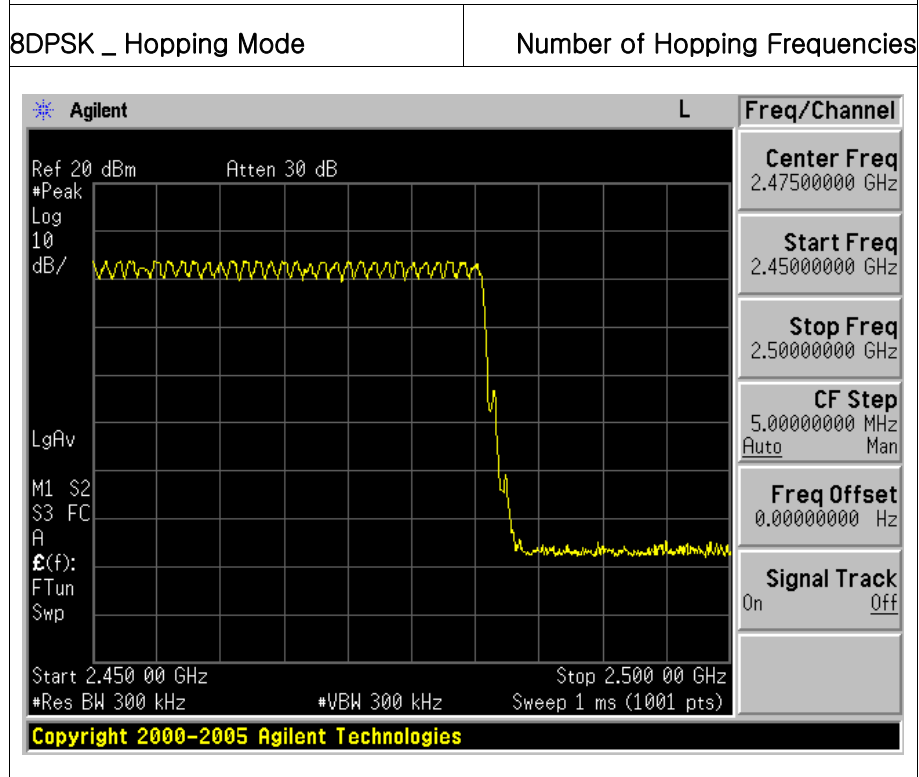 8DPSK _ Hopping Mode
Number of Hopping Frequencies
Agilent
L
Freq/Channel
Ref 20 dBm
Atten 30 dB
#Peak
Log
10
dB/
LgAv
M1 S2
S3 FC
A
£(f):
FTun
Swp
Start 2.450 00 GHz
Stop 2.500 00 GHz
#Res BW 300 kHz
#VBW 300 kHz
Sweep 1 ms (1001 pts)
Center Freq
2.47500000 GHz
Start Freq
2.45000000 GHz
Stop Freq
2.50000000 GHz
CF Step
5.00000000 MHz
Auto Man
Freq Offset
0.00000000 Hz
Signal Track
On Off
Copyright 2000-2005 Agilent Technologies